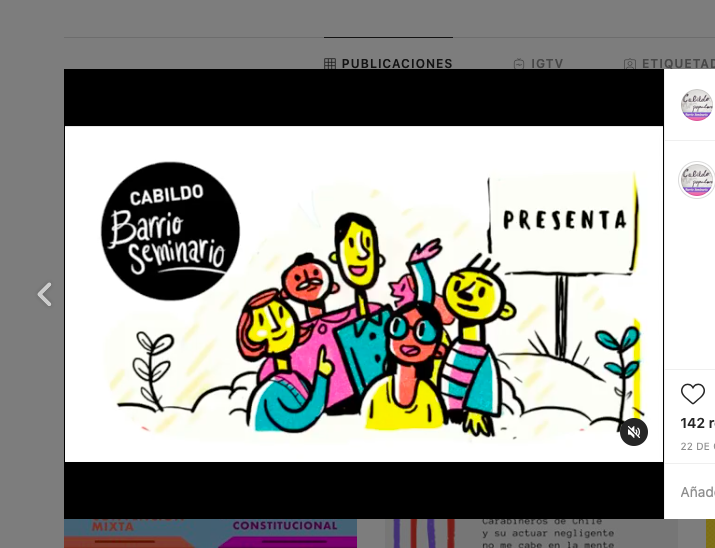 PUBLICACIONES
IGTV
ETIQUETAD
CABILDO
Barrio
Seminario
PRESENTA
Cabildo
142 r
22 DE
Añad
MIXTA
CONSTITUCIONAL
Carabineros de Chile
y su actuar negligente
no me cabe en la mente